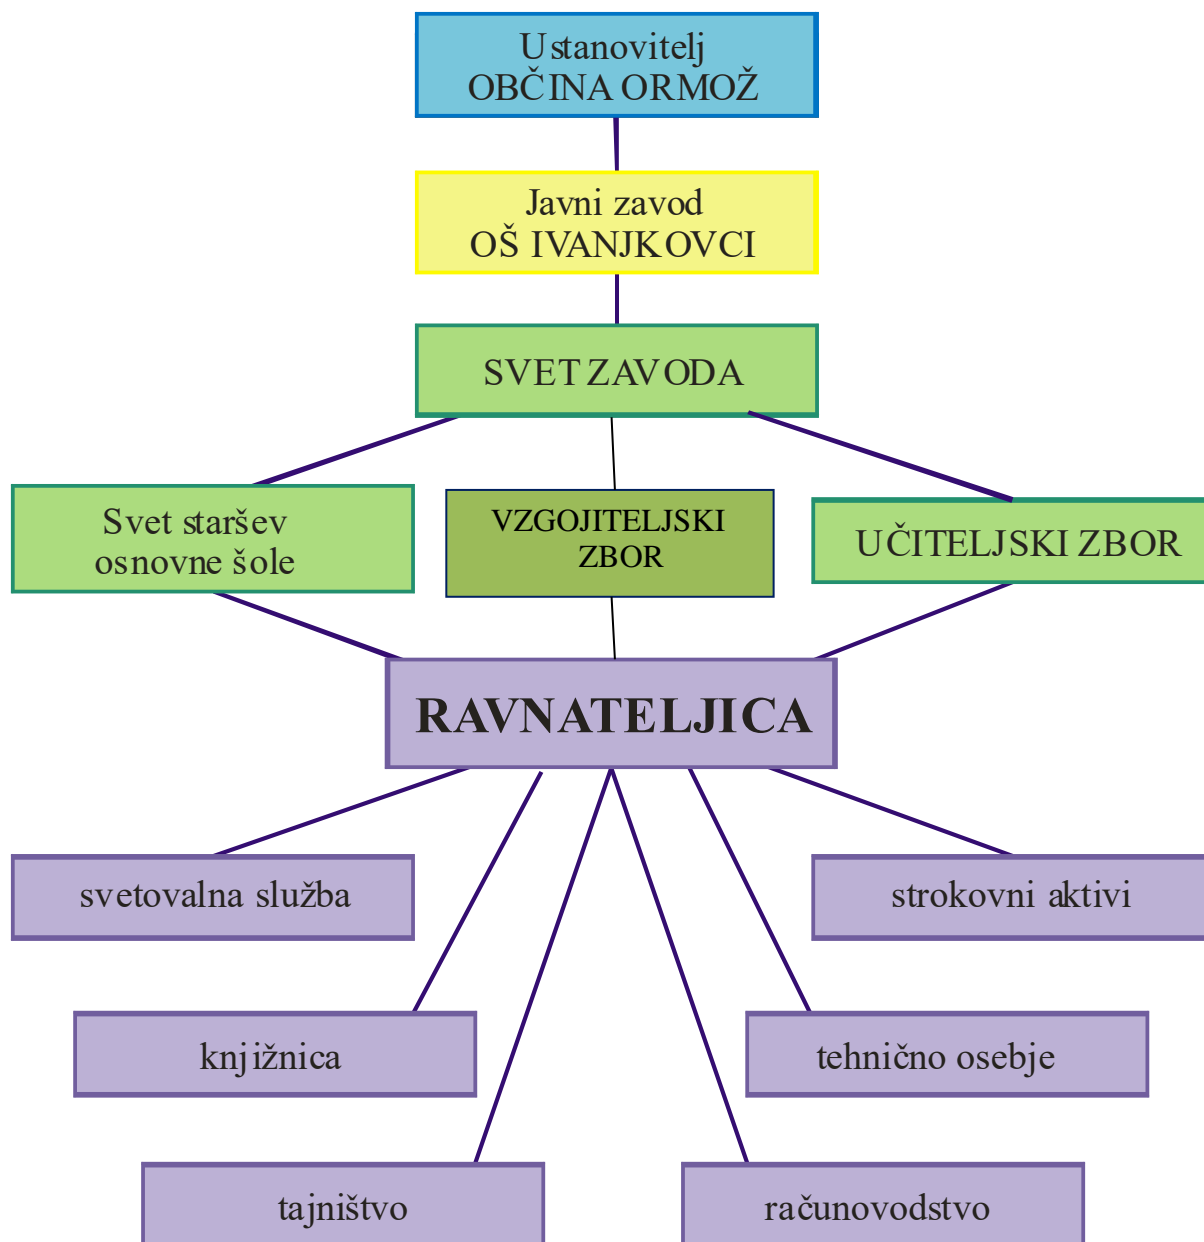 Ustanovitelj
OBČINA ORMOŽ
Javni zavod
OŠ IVANJKOVCI
SVET ZAVODA
Svet staršev
osnovne šole
VZGOJITELJSKI
ZBOR
UČITELJSKI ZBOR
RAVNATELJICA
svetovalna služba
strokovni aktivi
knjižnica
tehnično osebje
tajništvo
računovodstvo